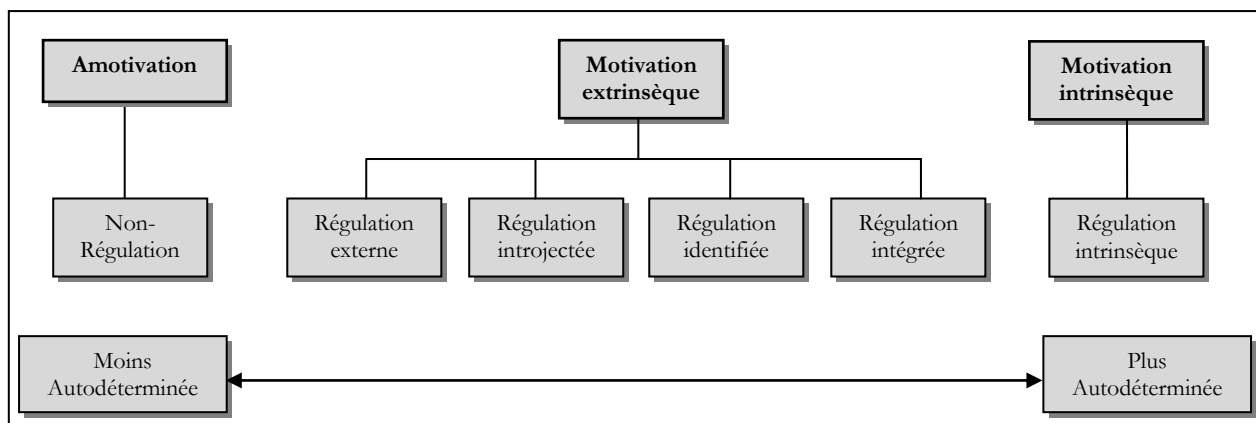 Amotivation
Motivation
extrinsèque
Motivation
intrinsèque
Non-
Régulation
Régulation
externe
Régulation
introjectée
Régulation
identifiée
Régulation
intégrée
Régulation
intrinsèque
Moins
Autodéterminée
Plus
Autodéterminée